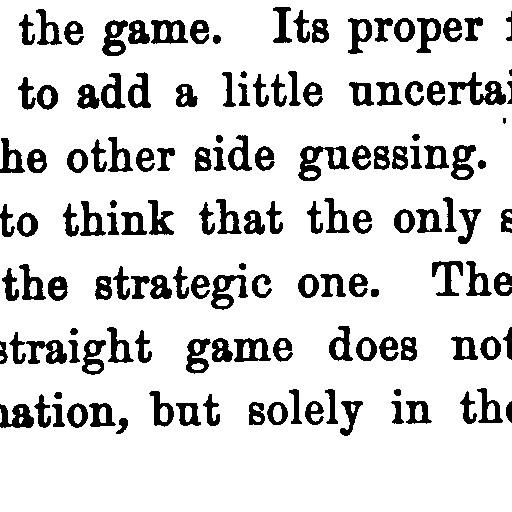 the game. Its proper
to add a little uncertai
he other side guessing.
to think that the only s
the strategic one. The
straight game does not
nation, but solely in the